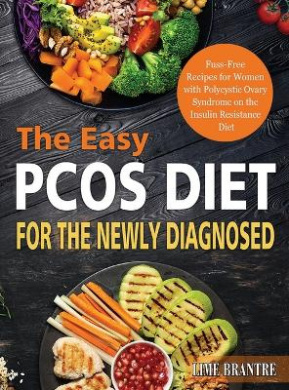 Fuss-Free
Recipes for Women
with Polycystic Ovary
Syndrome on the
Insulin Resistance
Diet
The Easy
PCOS DIET
FOR THE NEWLY DIAGNOSED
LIME BRANTRE